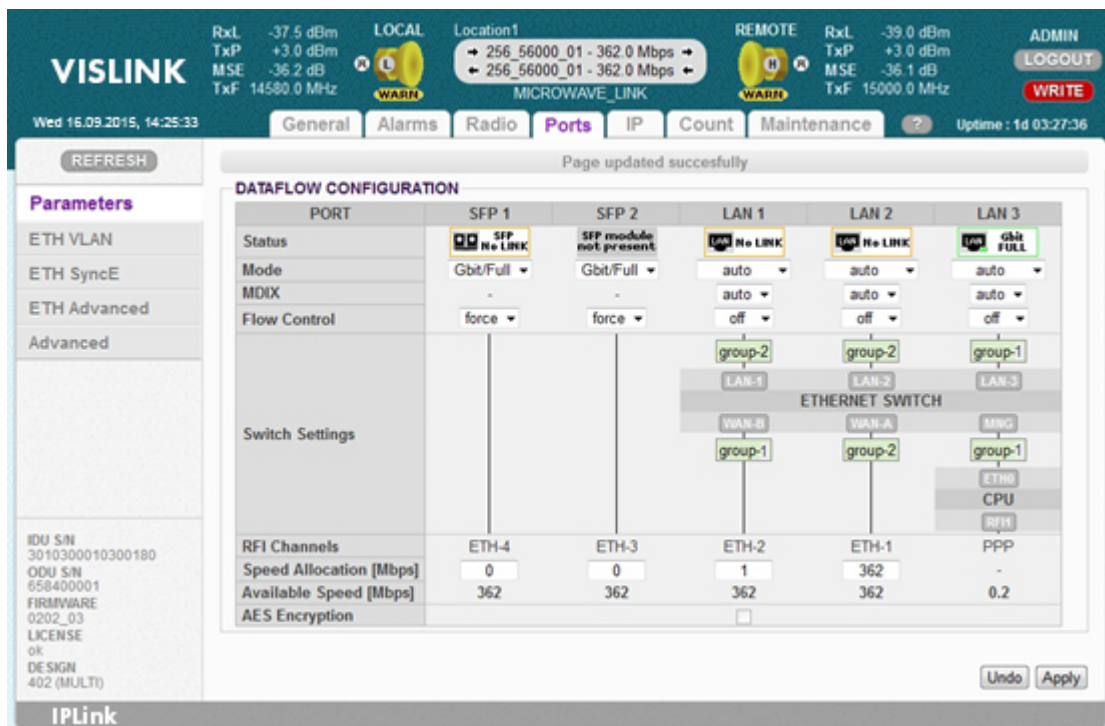 VISLINK
RxL -37.5 dBm
TxP +3.0 dBm
MSE -36.2 dB
TxF 14580.0 MHz
LOCAL
R L
WARN
Location1
→ 256_56000_01 - 362.0 Mbps →
← 256_56000_01 - 362.0 Mbps ←
MICROWAVE_LINK
REMOTE
H R
WARN
RxL -39.0 dBm
TxP +3.0 dBm
MSE -36.1 dB
TxF 15000.0 MHz
ADMIN
LOGOUT
WRITE
Wed 16.09.2015, 14:25:33
General Alarms Radio Ports IP Count Maintenance ?
Uptime : 1d 03:27:36
REFRESH
Parameters
ETH VLAN
ETH SyncE
ETH Advanced
Advanced
IDU S/N
3010300010300180
ODU S/N
658400001
FIRMWARE
0202_03
LICENSE
ok
DESIGN
402 (MULTI)
Page updated succesfully
DATAFLOW CONFIGURATION
PORT SFP 1 SFP 2 LAN 1 LAN 2 LAN 3
Status SFP No LINK SFP module not present LAN No LINK LAN No LINK LAN Gbit FULL
Mode Gbit/Full Gbit/Full auto auto auto
MDIX - - auto auto auto
Flow Control force force off off off
Switch Settings
group-2 group-2 group-1
LAN-1 LAN-2 LAN-3
ETHERNET SWITCH
WAN-B WAN-A MNG
group-1 group-2 group-1
ETH0
CPU
RFI1
RFI Channels ETH-4 ETH-3 ETH-2 ETH-1 PPP
Speed Allocation [Mbps] 0 0 1 362 -
Available Speed [Mbps] 362 362 362 362 0.2
AES Encryption
Undo Apply
IPLink